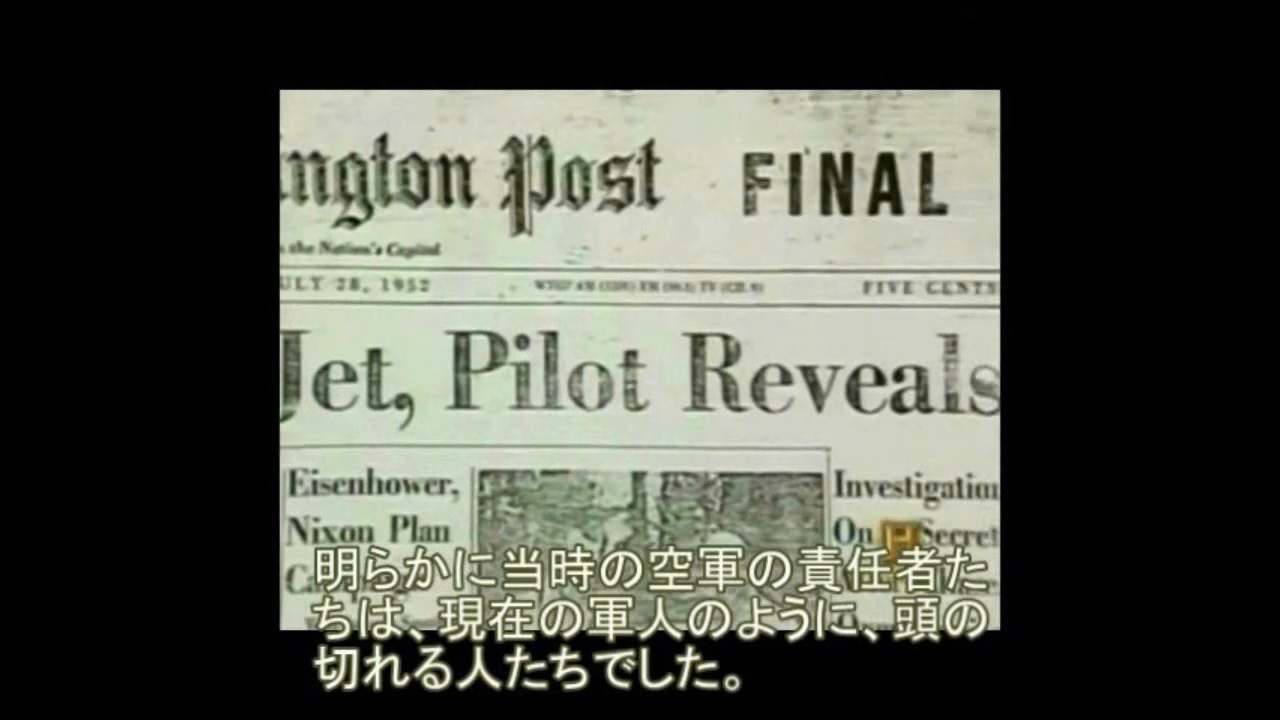 ington Post FINAL
the Nation's Capital
ULY 28, 1952 FIVE CENTS
Jet, Pilot Reveals
Eisenhower,
Nixon Plan
Investigation
On Secret
明らかに当時の空軍の責任者た
ちは、現在の軍人のように、頭の
切れる人たちでした。